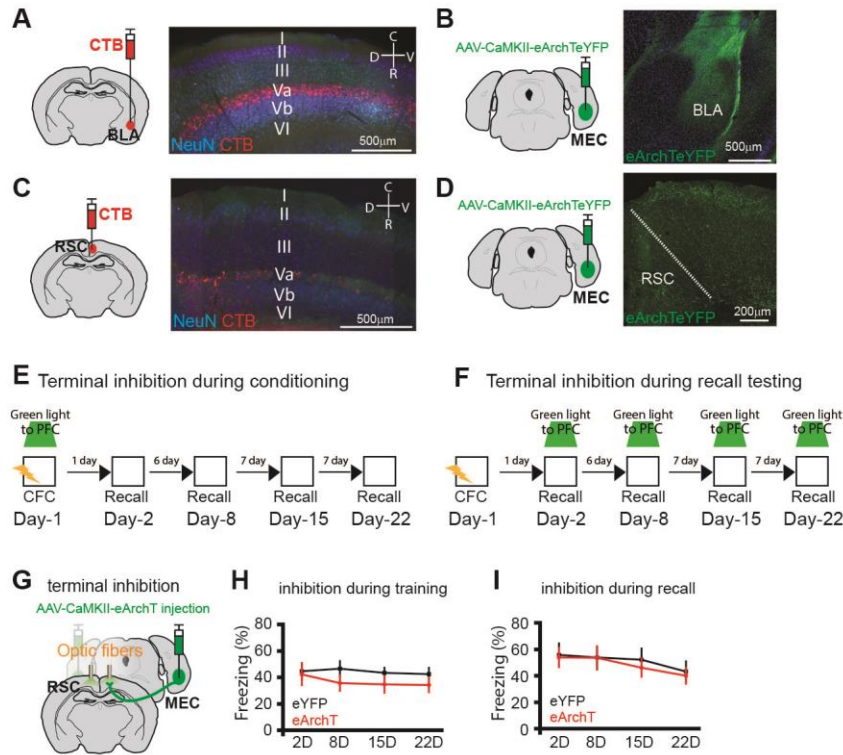 A
CTB
BLA
I
II
III
Va
Vb
VI
C
D V
R
NeuN CTB
500μm
B
AAV-CaMKII-eArchTeYFP
MEC
BLA
eArchTeYFP
500μm
C
CTB
RSC
I
II
III
Va
Vb
VI
C
D V
R
NeuN CTB
500μm
D
AAV-CaMKII-eArchTeYFP
MEC
RSC
eArchTeYFP
200μm
E Terminal inhibition during conditioning
Green light
to PFC
1 day 6 day 7 day 7 day
CFC Recall Recall Recall Recall
Day-1 Day-2 Day-8 Day-15 Day-22
F Terminal inhibition during recall testing
Green light Green light Green light Green light
to PFC to PFC to PFC to PFC
1 day 6 day 7 day 7 day
CFC Recall Recall Recall Recall
Day-1 Day-2 Day-8 Day-15 Day-22
G terminal inhibition
AAV-CaMKII-eArchT injection
Optic fibers
RSC
MEC
H inhibition during training
Freezing (%)
80
60
40
20
0
eYFP
eArchT
2D 8D 15D 22D
I inhibition during recall
Freezing (%)
80
60
40
20
0
eYFP
eArchT
2D 8D 15D 22D